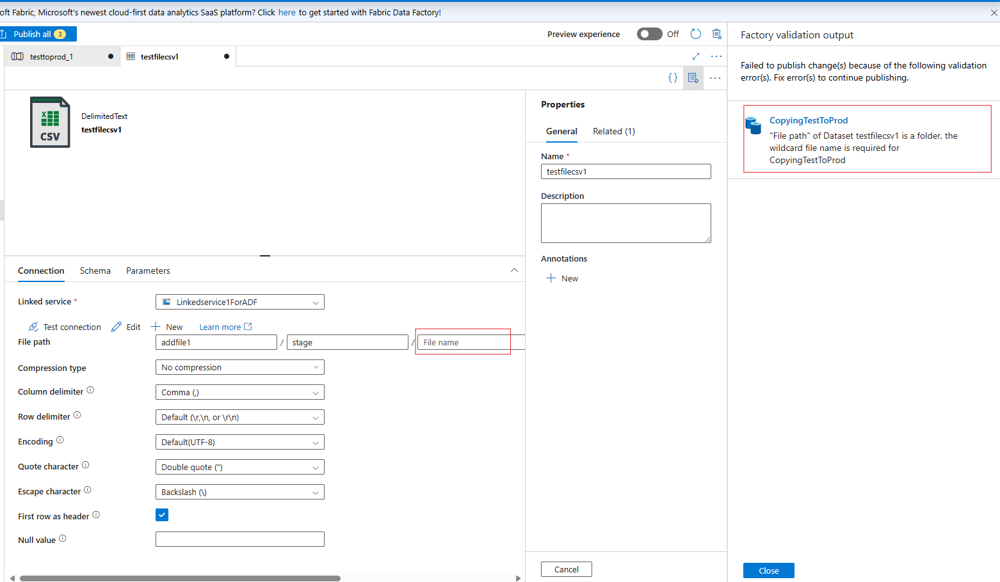 oft Fabric, Microsoft's newest cloud-first data analytics SaaS platform? Click here to get started with Fabric Data Factory!
Publish all 3
Preview experience Off
testtoprod_1
testfilecsv1
{}
CSV
DelimitedText
testfilecsv1
Connection
Schema
Parameters
Linked service *
Linkedservice1ForADF
Test connection
Edit
New
Learn more
File path
addfile1 / stage / File name
Compression type
No compression
Column delimiter
Comma (,)
Row delimiter
Default (\r,\n, or \r\n)
Encoding
Default(UTF-8)
Quote character
Double quote (")
Escape character
Backslash (\)
First row as header
Null value
Properties
General
Related (1)
Name *
testfilecsv1
Description
Annotations
New
Cancel
Factory validation output
Failed to publish change(s) because of the following validation
error(s). Fix error(s) to continue publishing.
CopyingTestToProd
"File path" of Dataset testfilecsv1 is a folder, the
wildcard file name is required for
CopyingTestToProd
Close